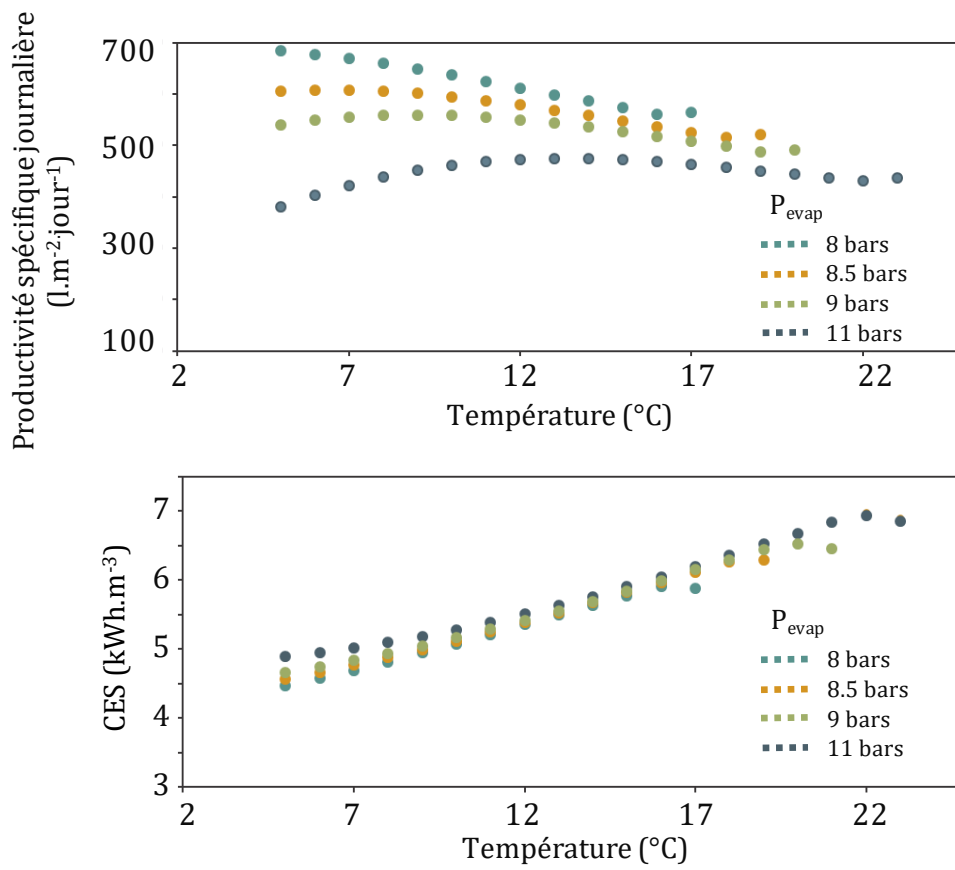 Productivité spécifique journalière
(l.m⁻².jour⁻¹)
700
500
300
100
2
7
12
17
22
Température (°C)
P_evap
8 bars
8.5 bars
9 bars
11 bars
CES (kWh.m⁻³)
7
6
5
4
3
2
7
12
17
22
Température (°C)
P_evap
8 bars
8.5 bars
9 bars
11 bars